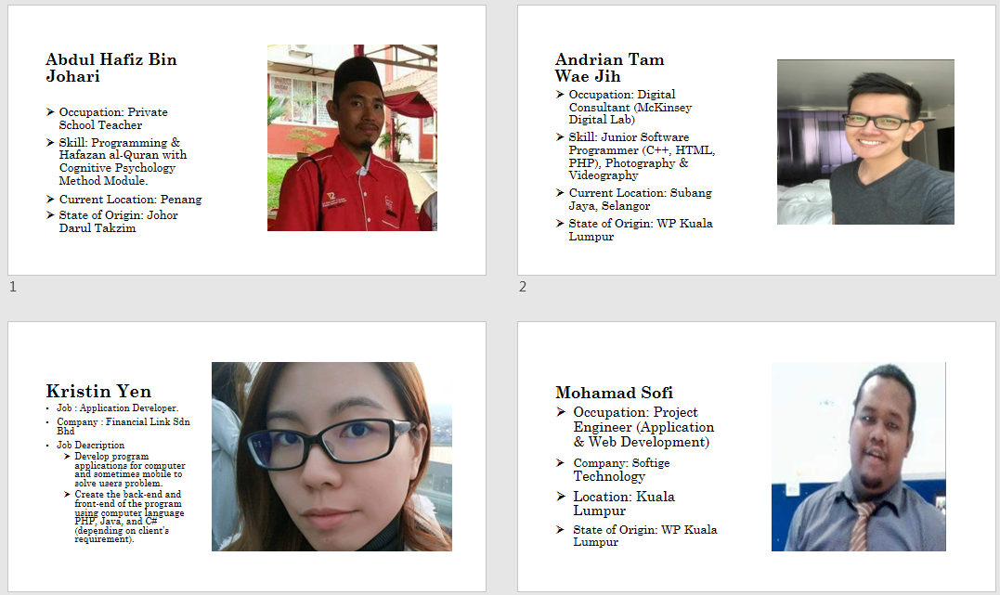 Abdul Hafiz Bin
Johari
➢ Occupation: Private
School Teacher
➢ Skill: Programming &
Hafazan al-Quran with
Cognitive Psychology
Method Module.
➢ Current Location: Penang
➢ State of Origin: Johor
Darul Takzim
1
Andrian Tam
Wae Jih
➢ Occupation: Digital
Consultant (McKinsey
Digital Lab)
➢ Skill: Junior Software
Programmer (C++, HTML,
PHP), Photography &
Videography
➢ Current Location: Subang
Jaya, Selangor
➢ State of Origin: WP Kuala
Lumpur
2
Kristin Yen
• Job : Application Developer.
• Company : Financial Link Sdn
Bhd
• Job Description
➢ Develop program
applications for computer
and sometimes mobile to
solve users problem.
➢ Create the back-end and
front-end of the program
using computer language
PHP, Java, and C#
(depending on client's
requirement).
Mohamad Sofi
➢ Occupation: Project
Engineer (Application
& Web Development)
➢ Company: Softige
Technology
➢ Location: Kuala
Lumpur
➢ State of Origin: WP Kuala
Lumpur